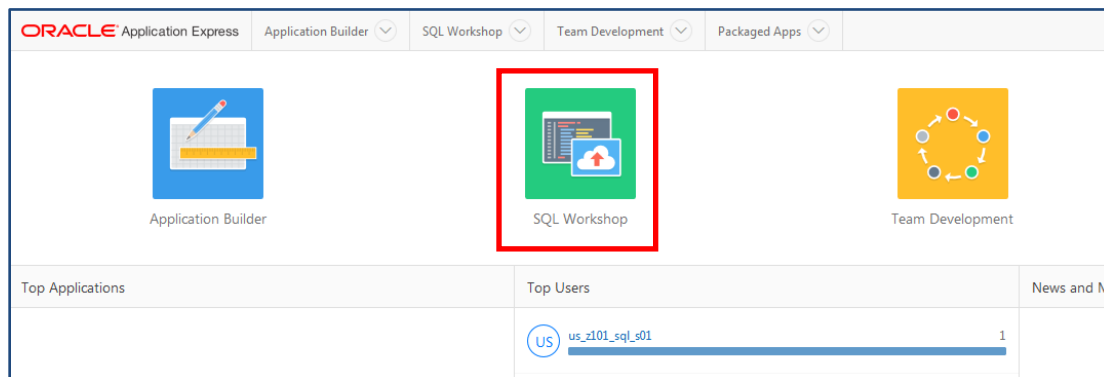 ORACLE Application Express Application Builder SQL Workshop Team Development Packaged Apps
Application Builder SQL Workshop Team Development
Top Applications Top Users News and
US us_z101_sql_s01 1